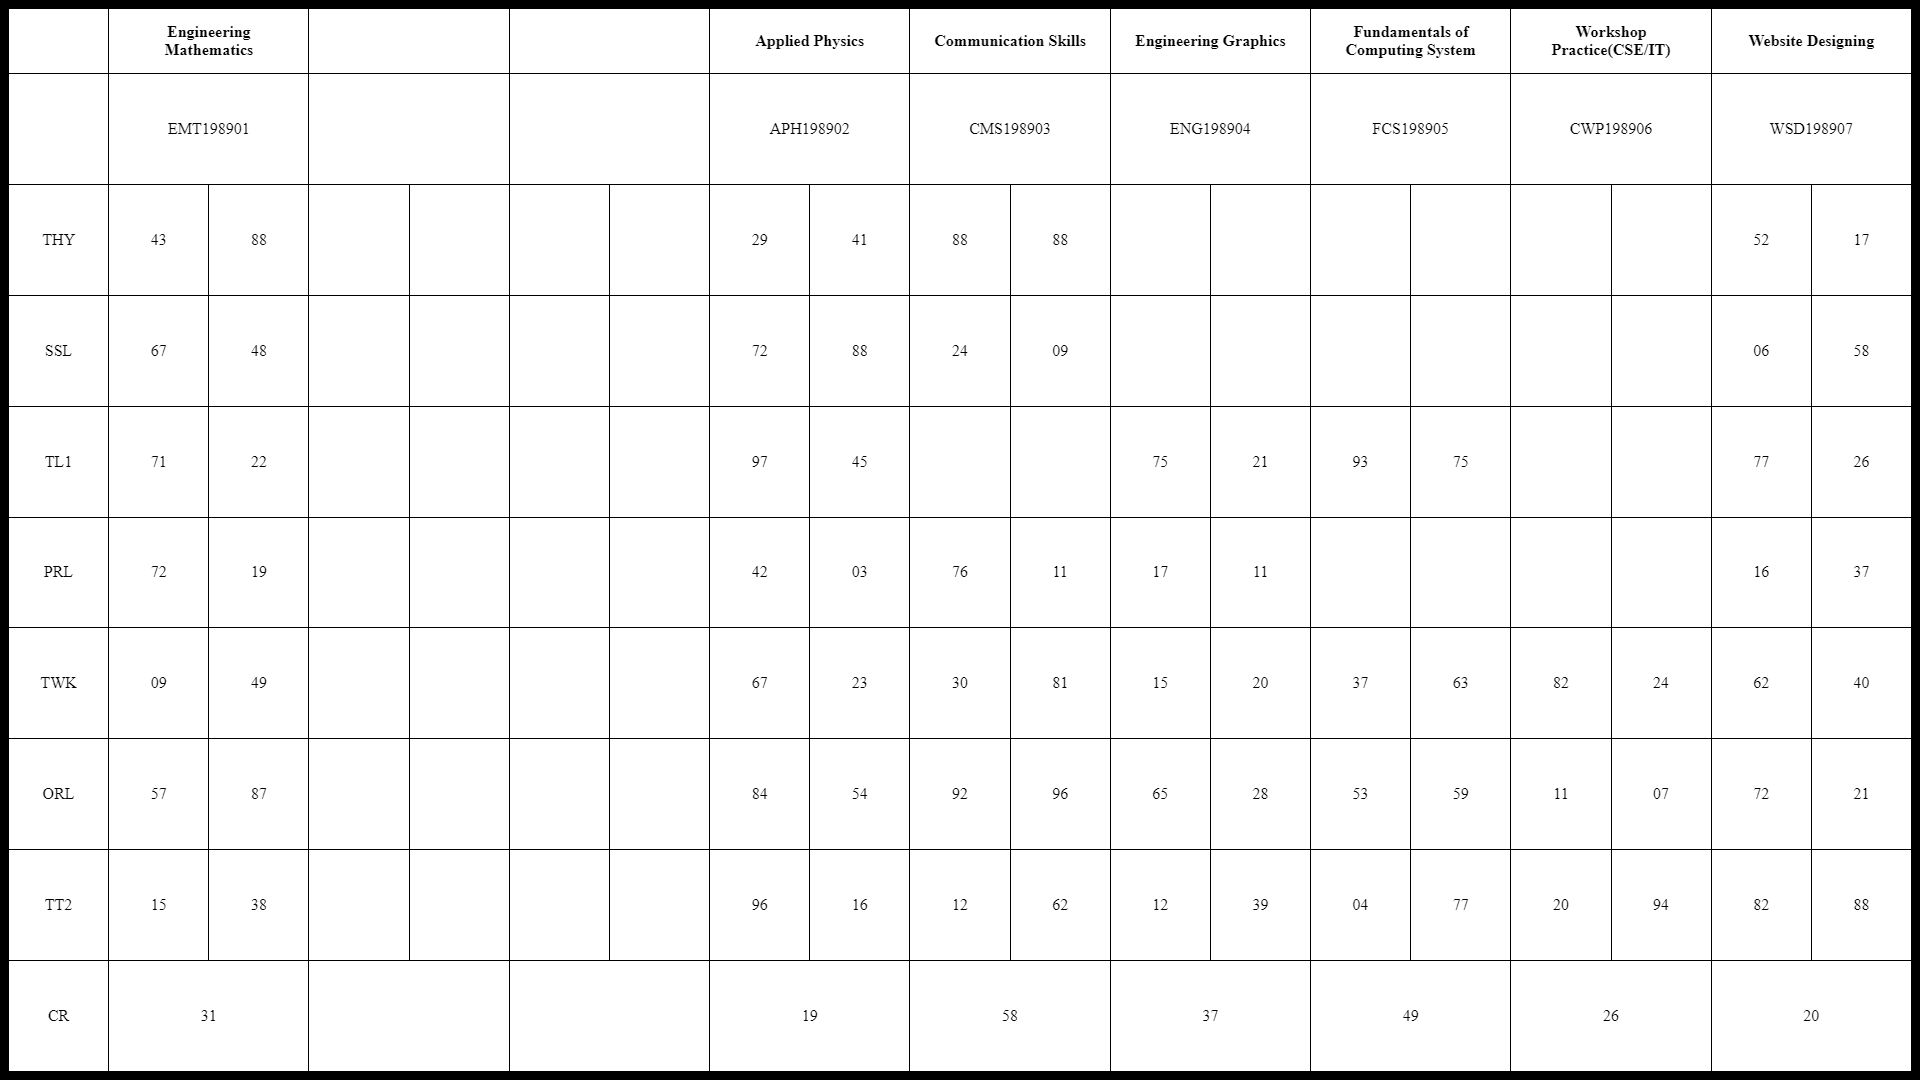 Engineering Mathematics Applied Physics Communication Skills Engineering Graphics Fundamentals of Computing System Workshop Practice(CSE/IT) Website Designing
EMT198901 APH198902 CMS198903 ENG198904 FCS198905 CWP198906 WSD198907
THY 43 88 29 41 88 88 52 17
SSL 67 48 72 88 24 09 06 58
TL1 71 22 97 45 75 21 93 75 77 26
PRL 72 19 42 03 76 11 17 11 16 37
TWK 09 49 67 23 30 81 15 20 37 63 82 24 62 40
ORL 57 87 84 54 92 96 65 28 53 59 11 07 72 21
TT2 15 38 96 16 12 62 12 39 04 77 20 94 82 88
CR 31 19 58 37 49 26 20